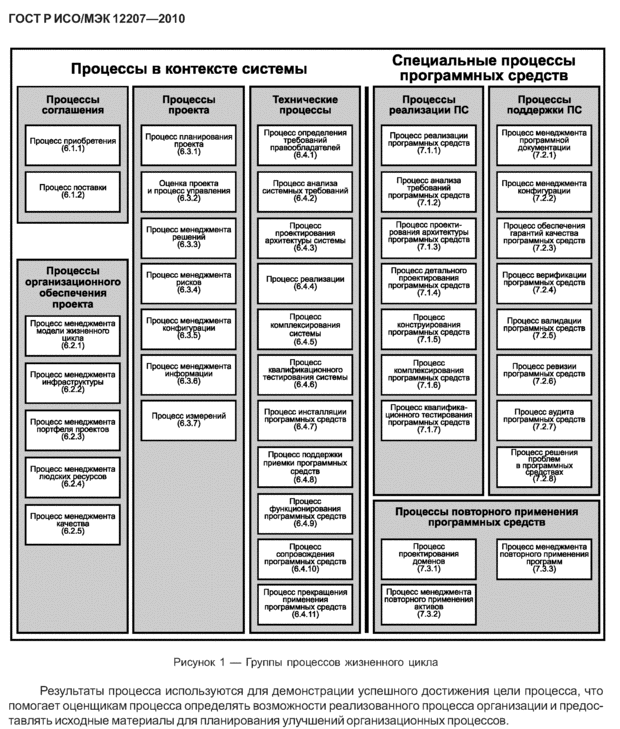 ГОСТ Р ИСО/МЭК 12207—2010
Процессы в контексте системы
Процессы
соглашения
Процесс приобретения
(6.1.1)
Процесс поставки
(6.1.2)
Процессы
организационного
обеспечения
проекта
Процесс менеджмента
модели жизненного
цикла
(6.2.1)
Процесс менеджмента
инфраструктуры
(6.2.2)
Процесс менеджмента
портфеля проектов
(6.2.3)
Процесс менеджмента
людских ресурсов
(6.2.4)
Процесс менеджмента
качества
(6.2.5)
Процессы
проекта
Процесс планирования
проекта
(6.3.1)
Оценка проекта
и процесс управления
(6.3.2)
Процесс менеджмента
решений
(6.3.3)
Процесс менеджмента
рисков
(6.3.4)
Процесс менеджмента
конфигурации
(6.3.5)
Процесс менеджмента
информации
(6.3.6)
Процесс измерений
(6.3.7)
Технические
процессы
Процесс определения
требований
правообладателей
(6.4.1)
Процесс анализа
системных требований
(6.4.2)
Процесс
проектирования
архитектуры системы
(6.4.3)
Процесс реализации
(6.4.4)
Процесс
комплексирования
системы
(6.4.5)
Процесс
квалификационного
тестирования системы
(6.4.6)
Процесс инсталляции
программных средств
(6.4.7)
Процесс поддержки
приемки программных
средств
(6.4.8)
Процесс
функционирования
программных средств
(6.4.9)
Процесс
сопровождения
программных средств
(6.4.10)
Процесс прекращения
применения
программных средств
(6.4.11)
Специальные процессы
программных средств
Процессы
реализации ПС
Процесс реализации
программных средств
(7.1.1)
Процесс анализа
требований
программных средств
(7.1.2)
Процесс проекти-
рования архитектуры
программных средств
(7.1.3)
Процесс детального
проектирования
программных средств
(7.1.4)
Процесс
конструирования
программных средств
(7.1.5)
Процесс
комплексирования
программных средств
(7.1.6)
Процесс квалифика-
ционного тестирования
программных средств
(7.1.7)
Процессы
поддержки ПС
Процесс менеджмента
программной
документации
(7.2.1)
Процесс менеджмента
конфигурации
(7.2.2)
Процесс обеспечения
гарантий качества
программных средств
(7.2.3)
Процесс верификации
программных средств
(7.2.4)
Процесс валидации
программных средств
(7.2.5)
Процесс ревизии
программных средств
(7.2.6)
Процесс аудита
программных средств
(7.2.7)
Процесс решения
проблем
в программных
средствах
(7.2.8)
Процессы повторного применения
программных средств
Процесс
проектирования
доменов
(7.3.1)
Процесс менеджмента
повторного применения
активов
(7.3.2)
Процесс менеджмента
повторного применения
программ
(7.3.3)
Рисунок 1 — Группы процессов жизненного цикла
Результаты процесса используются для демонстрации успешного достижения цели процесса, что
помогает оценщикам процесса определять возможности реализованного процесса организации и предос-
тавлять исходные материалы для планирования улучшений организационных процессов.